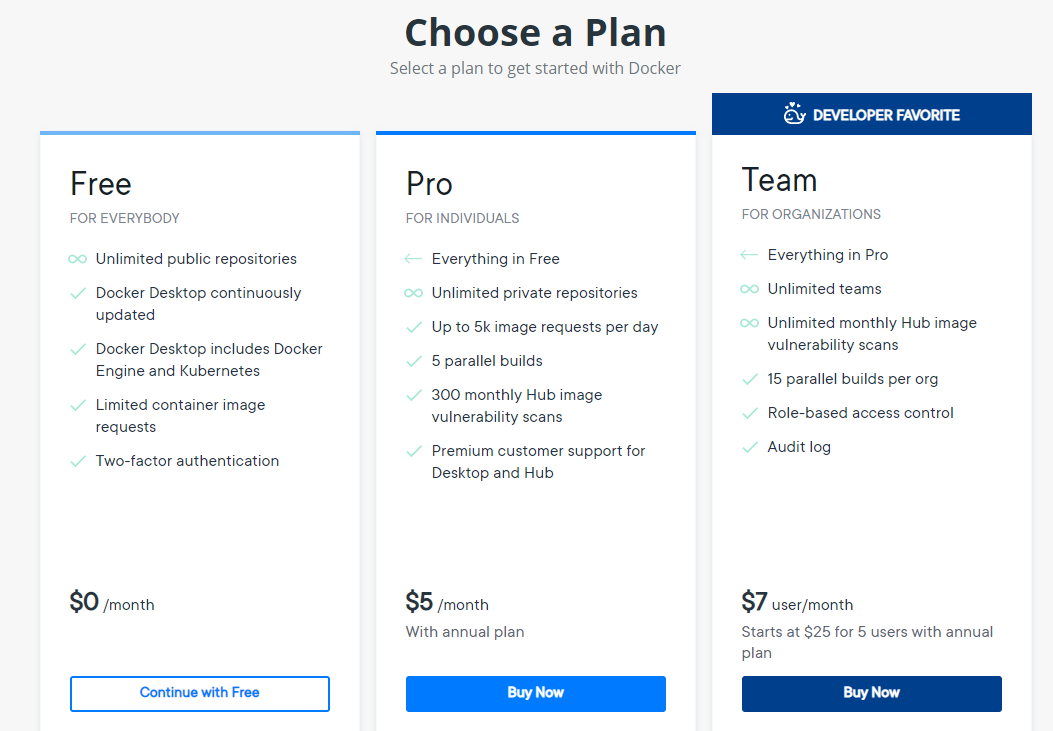 Choose a Plan
Select a plan to get started with Docker
Free
FOR EVERYBODY
Unlimited public repositories
Docker Desktop continuously
updated
Docker Desktop includes Docker
Engine and Kubernetes
Limited container image
requests
Two-factor authentication
$0 /month
Continue with Free
Pro
FOR INDIVIDUALS
Everything in Free
Unlimited private repositories
Up to 5k image requests per day
5 parallel builds
300 monthly Hub image
vulnerability scans
Premium customer support for
Desktop and Hub
$5 /month
With annual plan
Buy Now
DEVELOPER FAVORITE
Team
FOR ORGANIZATIONS
Everything in Pro
Unlimited teams
Unlimited monthly Hub image
vulnerability scans
15 parallel builds per org
Role-based access control
Audit log
$7 user/month
Starts at $25 for 5 users with annual
plan
Buy Now